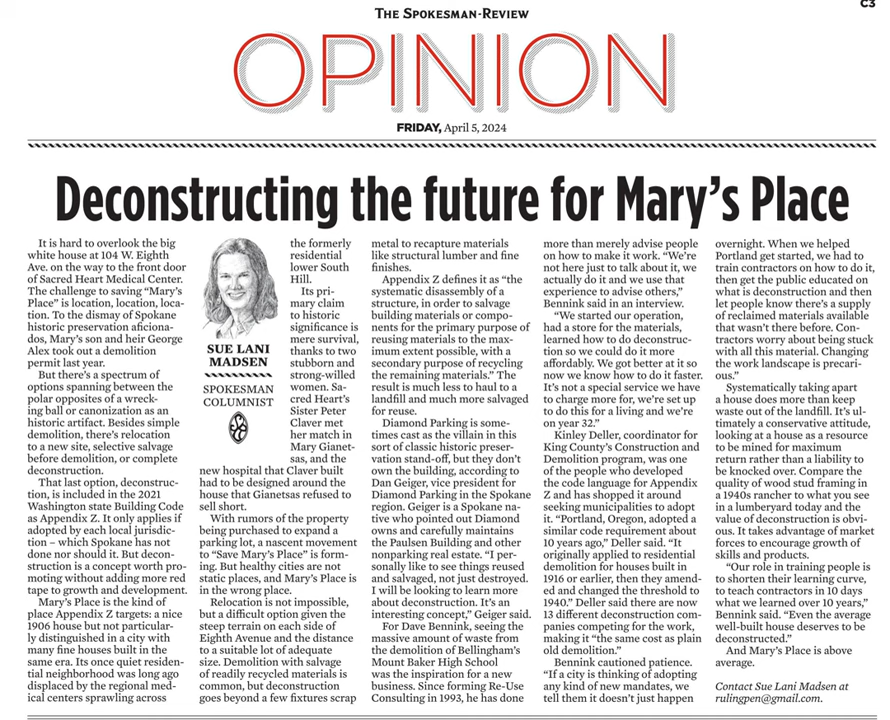 C3
THE SPOKESMAN-REVIEW
OPINION
FRIDAY, April 5, 2024
Deconstructing the future for Mary's Place
It is hard to overlook the big
white house at 104 W. Eighth
Ave. on the way to the front door
of Sacred Heart Medical Center.
The challenge to saving “Mary's
Place” is location, location, loca-
tion. To the dismay of Spokane
historic preservation aficiona-
dos, Mary's son and heir George
Alex took out a demolition
permit last year.
But there's a spectrum of
options spanning between the
polar opposites of a wreck-
ing ball or canonization as an
historic artifact. Besides simple
demolition, there's relocation
to a new site, selective salvage
before demolition, or complete
deconstruction.
That last option, deconstruc-
tion, is included in the 2021
Washington state Building Code
as Appendix Z. It only applies if
adopted by each local jurisdic-
tion – which Spokane has not
done nor should it. But decon-
struction is a concept worth pro-
moting without adding more red
tape to growth and development.
Mary's Place is the kind of
place Appendix Z targets: a nice
1906 house but not particular-
ly distinguished in a city with
many fine houses built in the
same era. Its once quiet residen-
tial neighborhood was long ago
displaced by the regional med-
ical centers sprawling across
SUE LANI
MADSEN
SPOKESMAN
COLUMNIST
the formerly
residential
lower South
Hill.
Its pri-
mary claim
to historic
significance is
mere survival,
thanks to two
stubborn and
strong-willed
women. Sa-
cred Heart's
Sister Peter
Claver met
her match in
Mary Gianet-
sas, and the
new hospital that Claver built
had to be designed around the
house that Gianetsas refused to
sell short.
With rumors of the property
being purchased to expand a
parking lot, a nascent movement
to “Save Mary's Place” is form-
ing. But healthy cities are not
static places, and Mary's Place is
in the wrong place.
Relocation is not impossible,
but a difficult option given the
steep terrain on each side of
Eighth Avenue and the distance
to a suitable lot of adequate
size. Demolition with salvage
of readily recycled materials is
common, but deconstruction
goes beyond a few fixtures scrap
metal to recapture materials
like structural lumber and fine
finishes.
Appendix Z defines it as “the
systematic disassembly of a
structure, in order to salvage
building materials or compo-
nents for the primary purpose of
reusing materials to the max-
imum extent possible, with a
secondary purpose of recycling
the remaining materials.” The
result is much less to haul to a
landfill and much more salvaged
for reuse.
Diamond Parking is some-
times cast as the villain in this
sort of classic historic preser-
vation stand-off, but they don't
own the building, according to
Dan Geiger, vice president for
Diamond Parking in the Spokane
region. Geiger is a Spokane na-
tive who pointed out Diamond
owns and carefully maintains
the Paulsen Building and other
nonparking real estate. “I per-
sonally like to see things reused
and salvaged, not just destroyed.
I will be looking to learn more
about deconstruction. It's an
interesting concept,” Geiger said.
For Dave Bennink, seeing the
massive amount of waste from
the demolition of Bellingham's
Mount Baker High School
was the inspiration for a new
business. Since forming Re-Use
Consulting in 1993, he has done
more than merely advise people
on how to make it work. “We're
not here just to talk about it, we
actually do it and we use that
experience to advise others,”
Bennink said in an interview.
“We started our operation,
had a store for the materials,
learned how to do deconstruc-
tion so we could do it more
affordably. We got better at it so
now we know how to do it faster.
It's not a special service we have
to charge more for, we're set up
to do this for a living and we're
on year 32.”
Kinley Deller, coordinator for
King County's Construction and
Demolition program, was one
of the people who developed
the code language for Appendix
Z and has shopped it around
seeking municipalities to adopt
it. “Portland, Oregon, adopted a
similar code requirement about
10 years ago,” Deller said. “It
originally applied to residential
demolition for houses built in
1916 or earlier, then they amend-
ed and changed the threshold to
1940.” Deller said there are now
13 different deconstruction com-
panies competing for the work,
making it “the same cost as plain
old demolition.”
Bennink cautioned patience.
“If a city is thinking of adopting
any kind of new mandates, we
tell them it doesn't just happen
overnight. When we helped
Portland get started, we had to
train contractors on how to do it,
then get the public educated on
what is deconstruction and then
let people know there's a supply
of reclaimed materials available
that wasn't there before. Con-
tractors worry about being stuck
with all this material. Changing
the work landscape is precari-
ous.”
Systematically taking apart
a house does more than keep
waste out of the landfill. It's ul-
timately a conservative attitude,
looking at a house as a resource
to be mined for maximum
return rather than a liability to
be knocked over. Compare the
quality of wood stud framing in
a 1940s rancher to what you see
in a lumberyard today and the
value of deconstruction is obvi-
ous. It takes advantage of market
forces to encourage growth of
skills and products.
“Our role in training people is
to shorten their learning curve,
to teach contractors in 10 days
what we learned over 10 years,”
Bennink said. “Even the average
well-built house deserves to be
deconstructed.”
And Mary's Place is above
average.
Contact Sue Lani Madsen at
rulingpen@gmail.com.